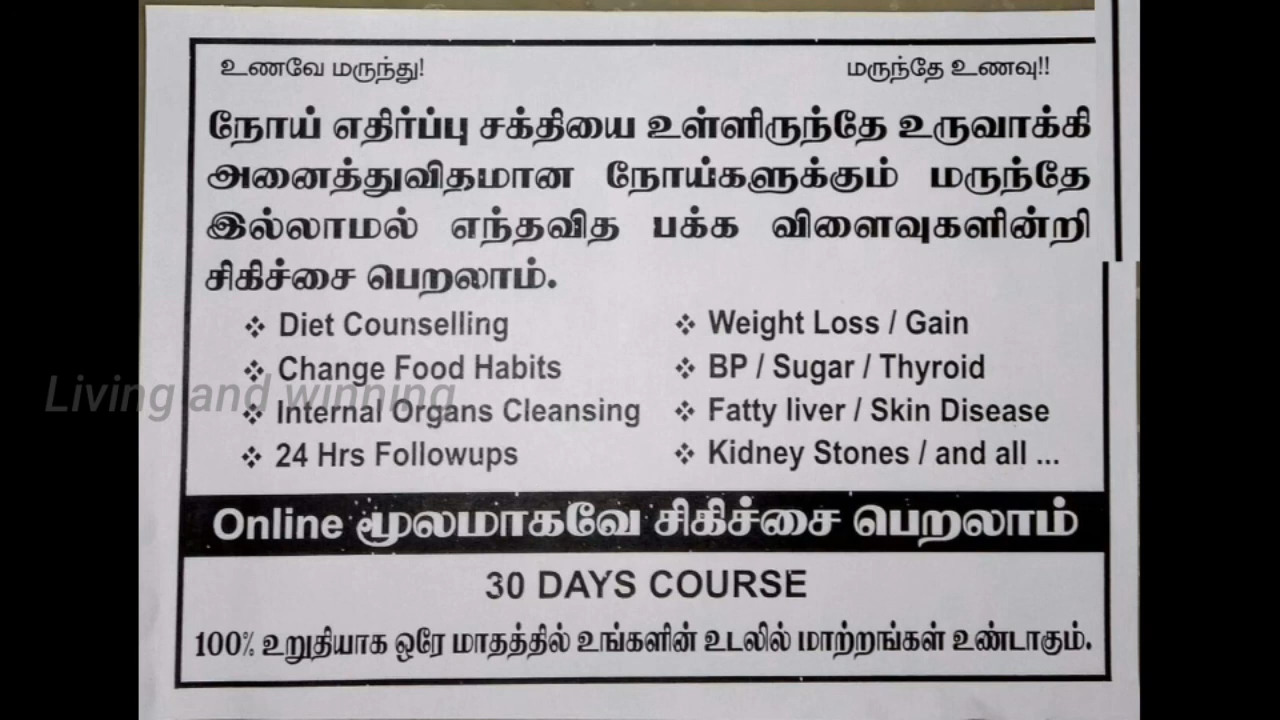 உணவே மருந்து! மருந்தே உணவு!!
நோய் எதிர்ப்பு சக்தியை உள்ளிருந்தே உருவாக்கி
அனைத்துவிதமான நோய்களுக்கும் மருந்தே
இல்லாமல் எந்தவித பக்க விளைவுகளின்றி
சிகிச்சை பெறலாம்.
❖ Diet Counselling
❖ Change Food Habits
❖ Internal Organs Cleansing
❖ 24 Hrs Followups
❖ Weight Loss / Gain
❖ BP / Sugar / Thyroid
❖ Fatty liver / Skin Disease
❖ Kidney Stones / and all ...
Living and winning
Online மூலமாகவே சிகிச்சை பெறலாம்
30 DAYS COURSE
100% உறுதியாக ஒரே மாதத்தில் உங்களின் உடலில் மாற்றங்கள் உண்டாகும்.